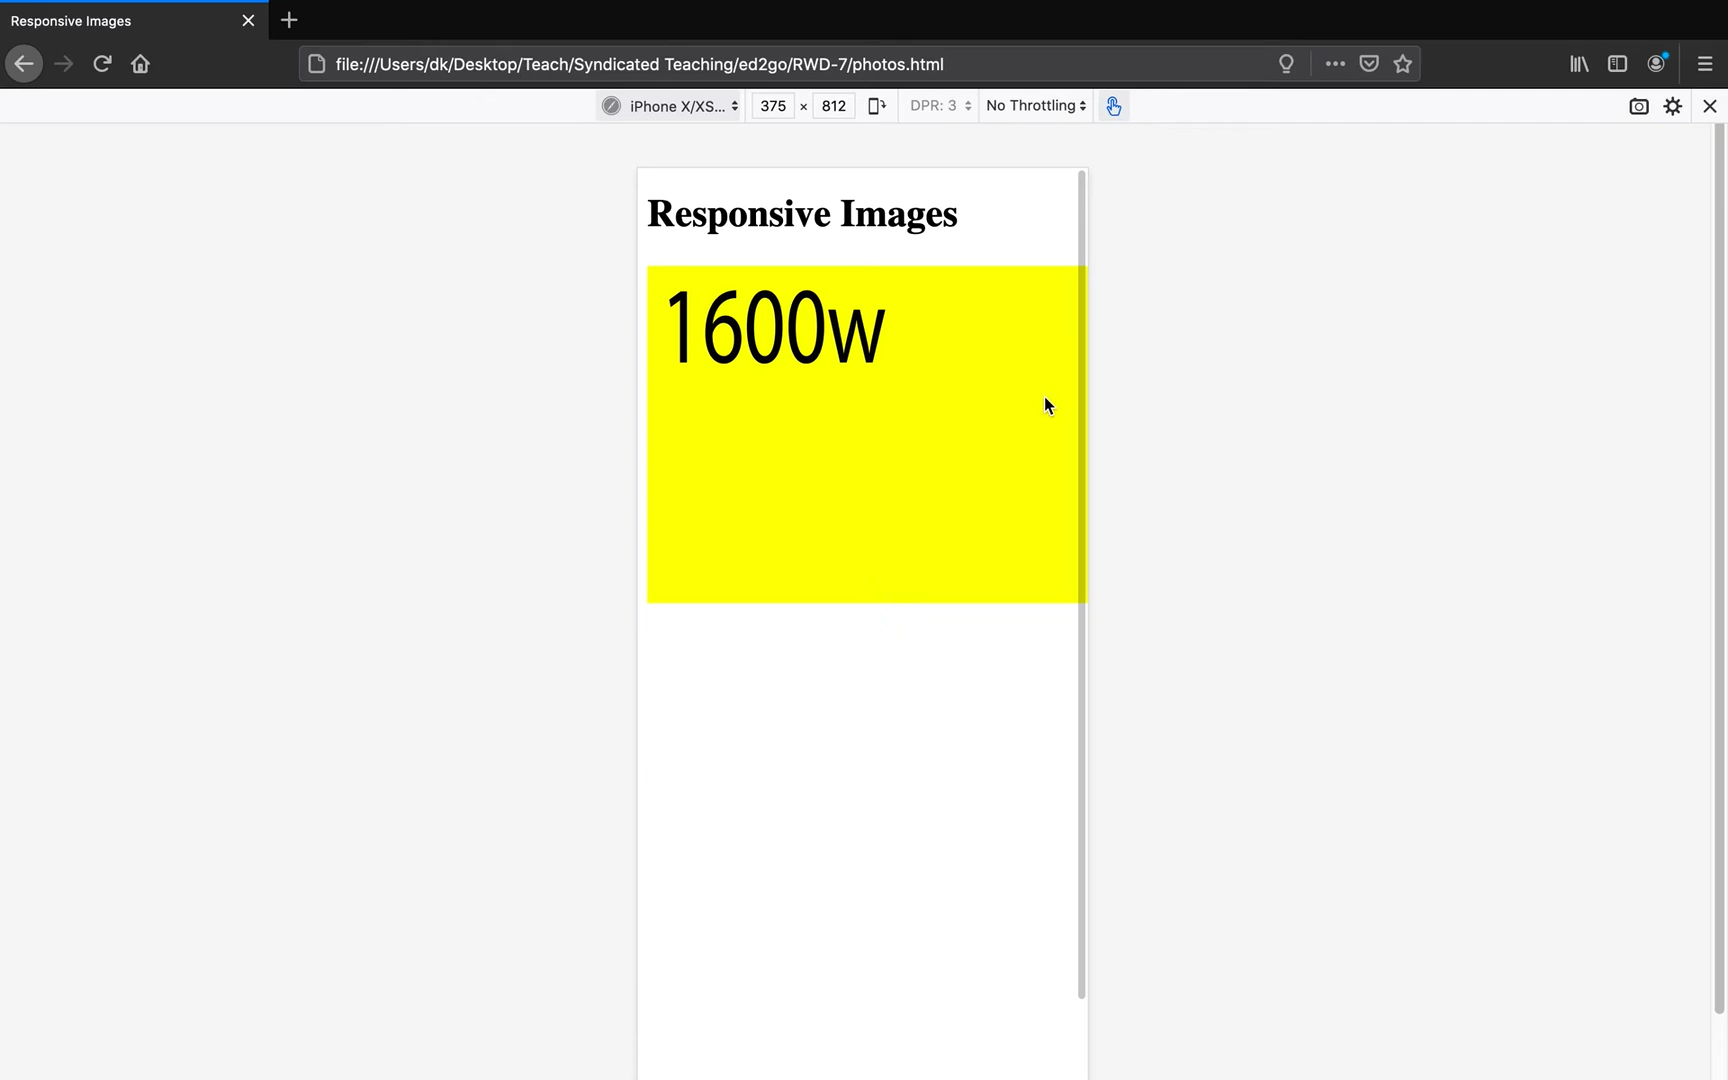 Responsive Images
file:///Users/dk/Desktop/Teach/Syndicated Teaching/ed2go/RWD-7/photos.html
iPhone X/XS... 375 × 812 DPR: 3 No Throttling
Responsive Images
1600w